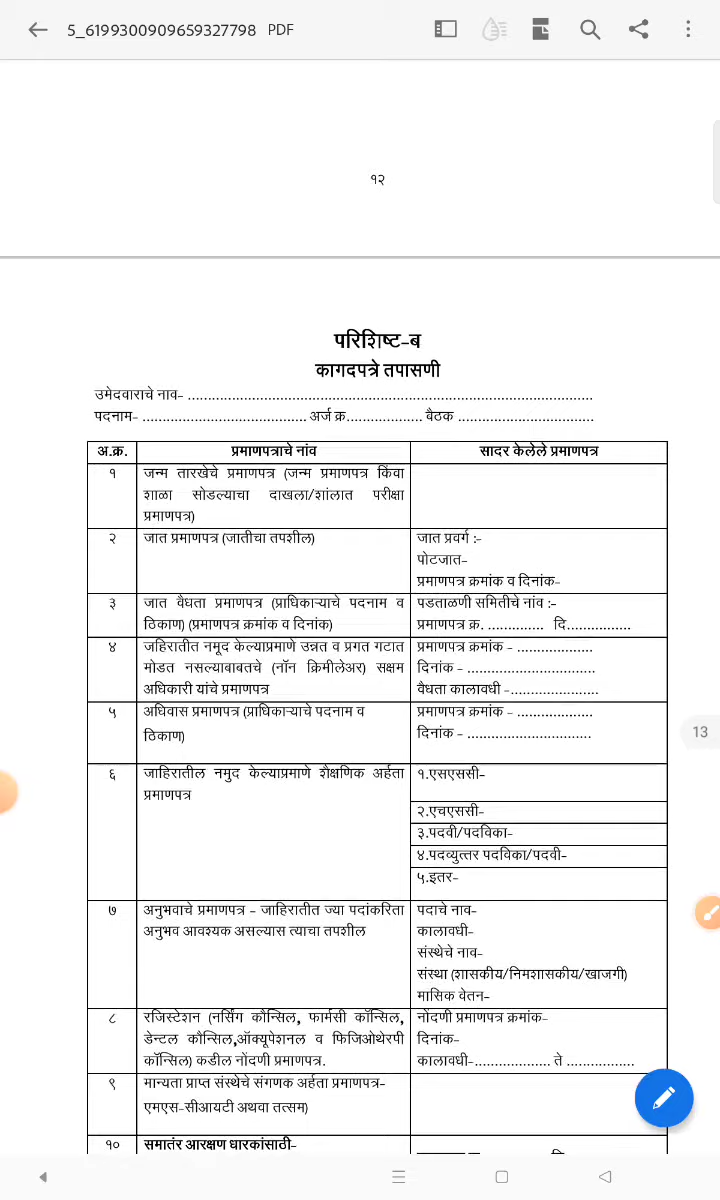 5_6199300909659327798 PDF
१२
परिशिष्ट-ब
कागदपत्रे तपासणी
उमेदवाराचे नाव- ....................................................................................................
पदनाम- ......................................... अर्ज क्र................... बैठक ..................................
अ.क्र. प्रमाणपत्राचे नांव सादर केलेले प्रमाणपत्र
१ जन्म तारखेचे प्रमाणपत्र (जन्म प्रमाणपत्र किंवा
शाळा सोडल्याचा दाखला/शांलात परीक्षा
प्रमाणपत्र)
२ जात प्रमाणपत्र (जातीचा तपशील) जात प्रवर्ग :-
पोटजात-
प्रमाणपत्र क्रमांक व दिनांक-
३ जात वैधता प्रमाणपत्र (प्राधिकाऱ्याचे पदनाम व पडताळणी समितीचे नांव :-
ठिकाण) (प्रमाणपत्र क्रमांक व दिनांक) प्रमाणपत्र क्र. .............. दि................
४ जहिरातीत नमूद केल्याप्रमाणे उन्नत व प्रगत गटात प्रमाणपत्र क्रमांक - ...................
मोडत नसल्याबाबतचे (नॉन क्रिमीलेअर) सक्षम दिनांक - ................................
अधिकारी यांचे प्रमाणपत्र वैधता कालावधी -......................
५ अधिवास प्रमाणपत्र (प्राधिकाऱ्याचे पदनाम व प्रमाणपत्र क्रमांक - ...................
ठिकाण) दिनांक - ...............................
13
६ जाहिरातील नमुद केल्याप्रमाणे शैक्षणिक अर्हता १.एसएससी-
प्रमाणपत्र
२.एचएससी-
३.पदवी/पदविका-
४.पदव्युत्तर पदविका/पदवी-
५.इतर-
७ अनुभवाचे प्रमाणपत्र - जाहिरातीत ज्या पदांकरिता पदाचे नाव-
अनुभव आवश्यक असल्यास त्याचा तपशील कालावधी-
संस्थेचे नाव-
संस्था (शासकीय/निमशासकीय/खाजगी)
मासिक वेतन-
८ रजिस्टेशन (नर्सिंग कौन्सिल, फार्मसी कॉन्सिल, नोंदणी प्रमाणपत्र क्रमांक-
डेन्टल कौन्सिल,ऑक्यूपेशनल व फिजिओथेरपी दिनांक-
कॉन्सिल) कडील नोंदणी प्रमाणपत्र. कालावधी-................... ते .................
९ मान्यता प्राप्त संस्थेचे संगणक अर्हता प्रमाणपत्र-
एमएस-सीआयटी अथवा तत्सम)
१० समातंर आरक्षण धारकांसाठी-